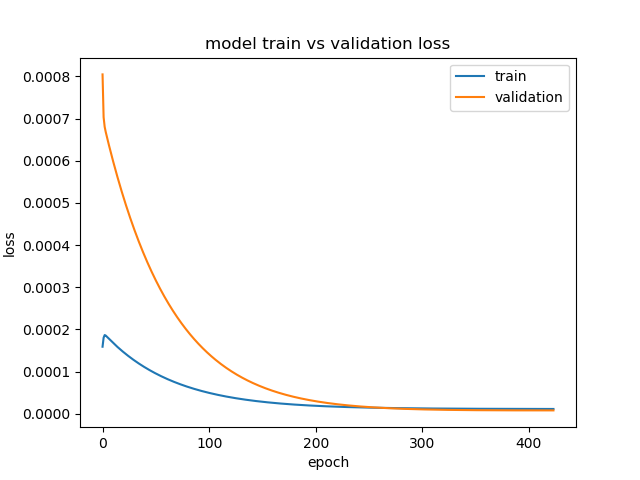 model train vs validation loss
train
validation
0.0008
0.0007
0.0006
0.0005
0.0004
0.0003
0.0002
0.0001
0.0000
loss
0 100 200 300 400
epoch